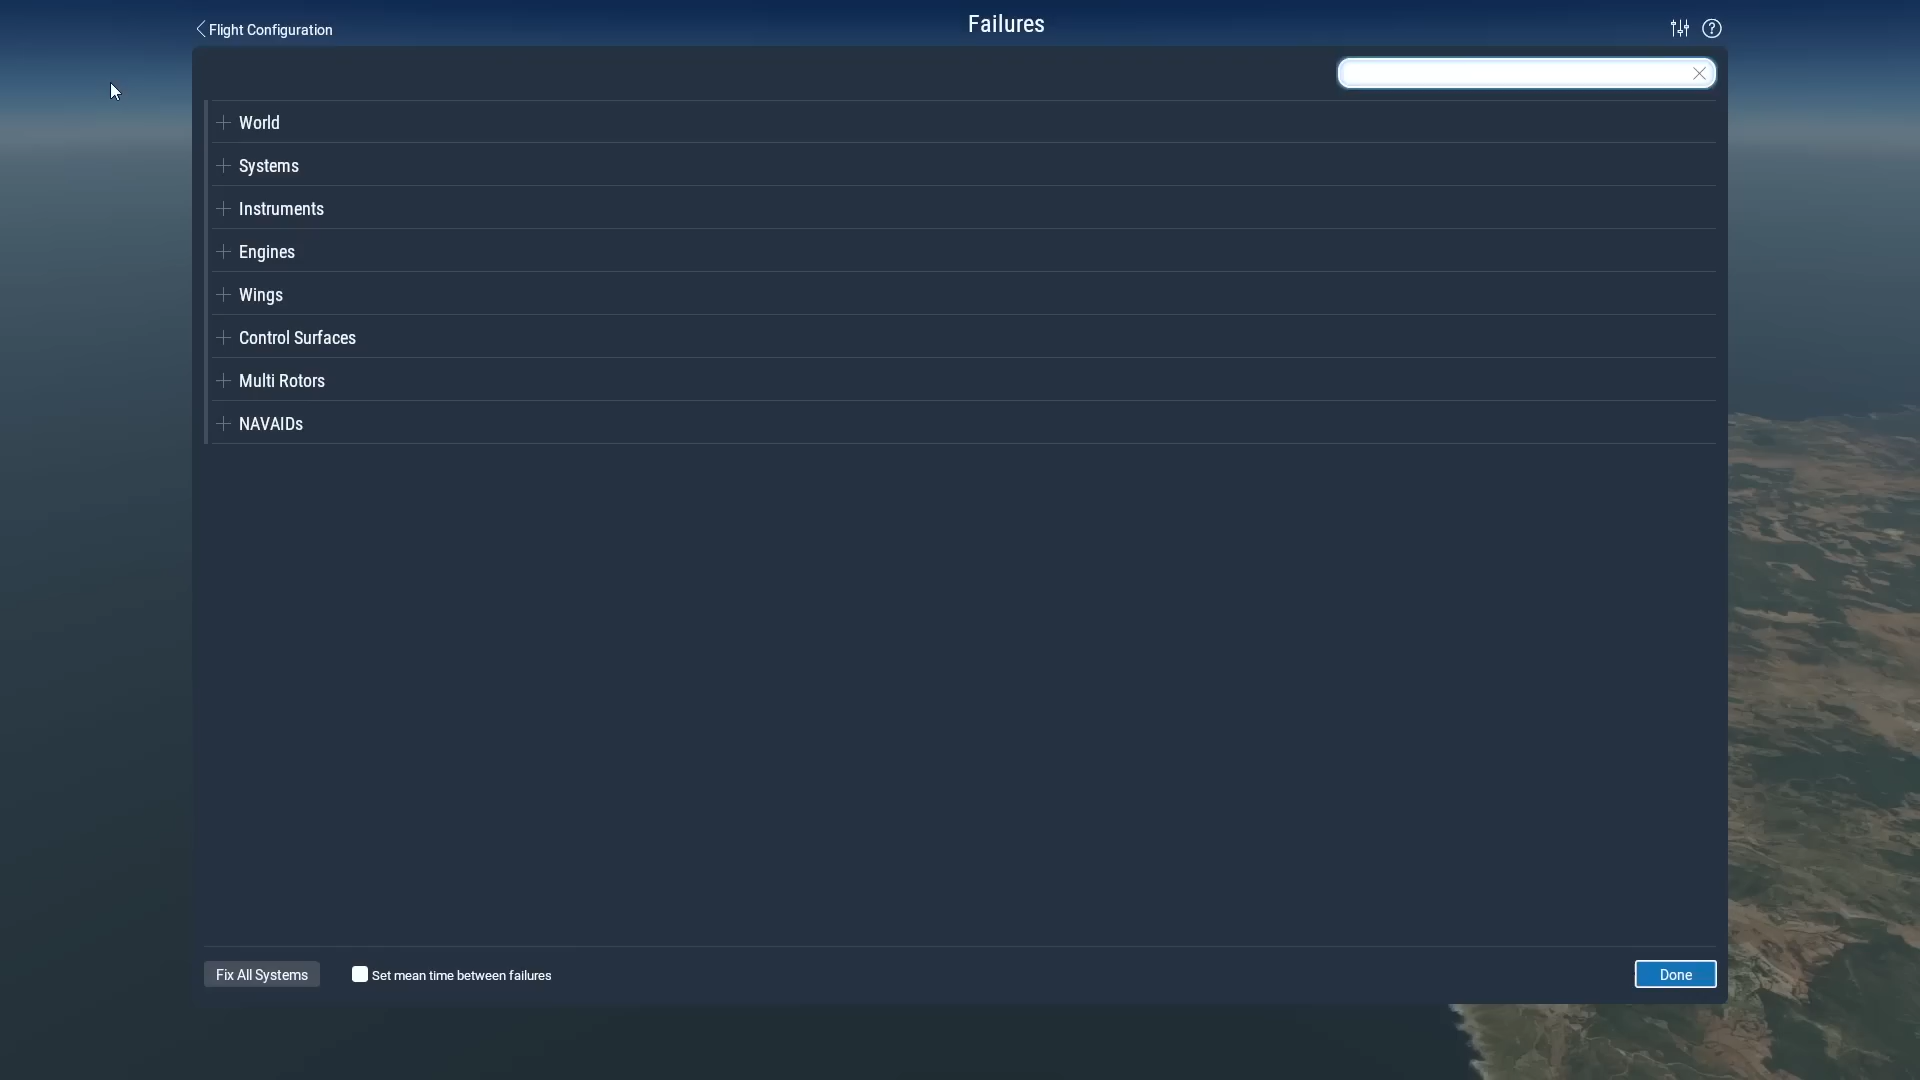 Flight Configuration
Failures
World
Systems
Instruments
Engines
Wings
Control Surfaces
Multi Rotors
NAVAIDs
Fix All Systems
Set mean time between failures
Done